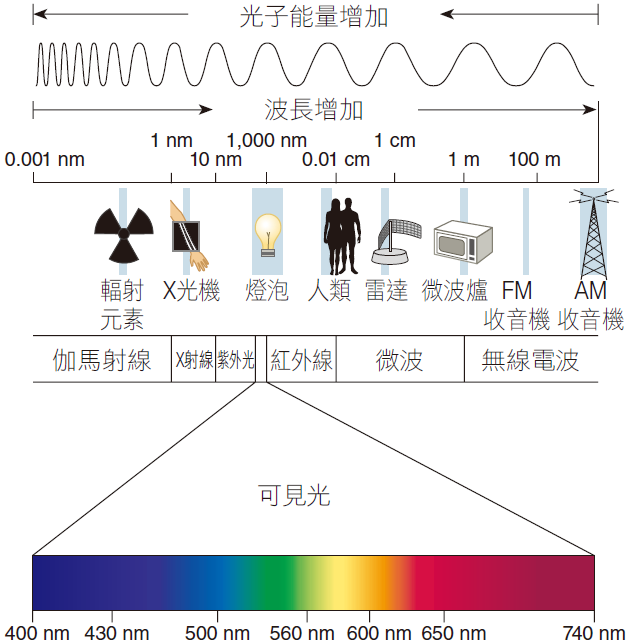 光子能量增加
波長增加
1 nm 1,000 nm 1 cm
0.001 nm 10 nm 0.01 cm 1 m 100 m
輻射 X光機 燈泡 人類 雷達 微波爐 FM AM
元素 收音機 收音機
伽馬射線 X射線 紫外光 紅外線 微波 無線電波
可見光
400 nm 430 nm 500 nm 560 nm 600 nm 650 nm 740 nm